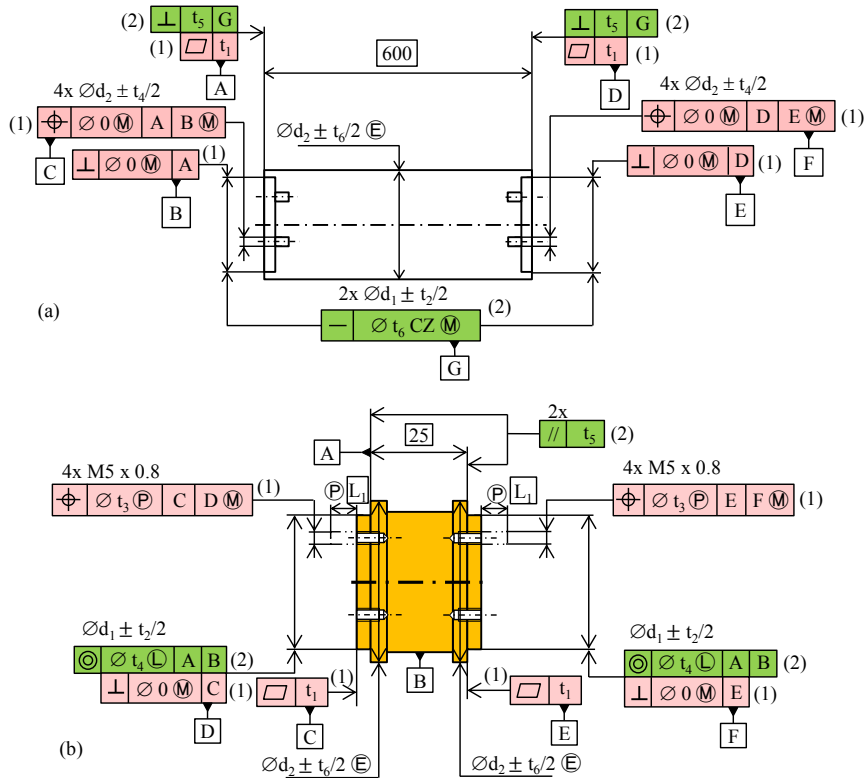 (2) ⊥ t₅ G
(1) ⏥ t₁
A
⊥ t₅ G (2)
⏥ t₁ (1)
D
600
4x ∅d₂ ± t₄/2
(1) ⌖ ∅ 0 Ⓜ A B Ⓜ
C
⊥ ∅ 0 Ⓜ A (1)
B
∅d₂ ± t₆/2 Ⓔ
4x ∅d₂ ± t₄/2
⌖ ∅ 0 Ⓜ D E Ⓜ (1)
F
⊥ ∅ 0 Ⓜ D (1)
E
(a)
2x ∅d₁ ± t₂/2
⏤ ∅ t₆ CZ Ⓜ (2)
G
2x
// t₅ (2)
A
25
4x M5 x 0.8
⌖ ∅ t₃ Ⓟ C D Ⓜ (1)
Ⓟ L₁
Ⓟ L₁
4x M5 x 0.8
⌖ ∅ t₃ Ⓟ E F Ⓜ (1)
∅d₁ ± t₂/2
◎ ∅ t₄ Ⓛ A B (2)
⊥ ∅ 0 Ⓜ C (1)
D
⏥ t₁ (1)
C
B
(1) ⏥ t₁
E
∅d₁ ± t₂/2
◎ ∅ t₄ Ⓛ A B (2)
⊥ ∅ 0 Ⓜ E (1)
F
(b)
∅d₂ ± t₆/2 Ⓔ
∅d₂ ± t₆/2 Ⓔ